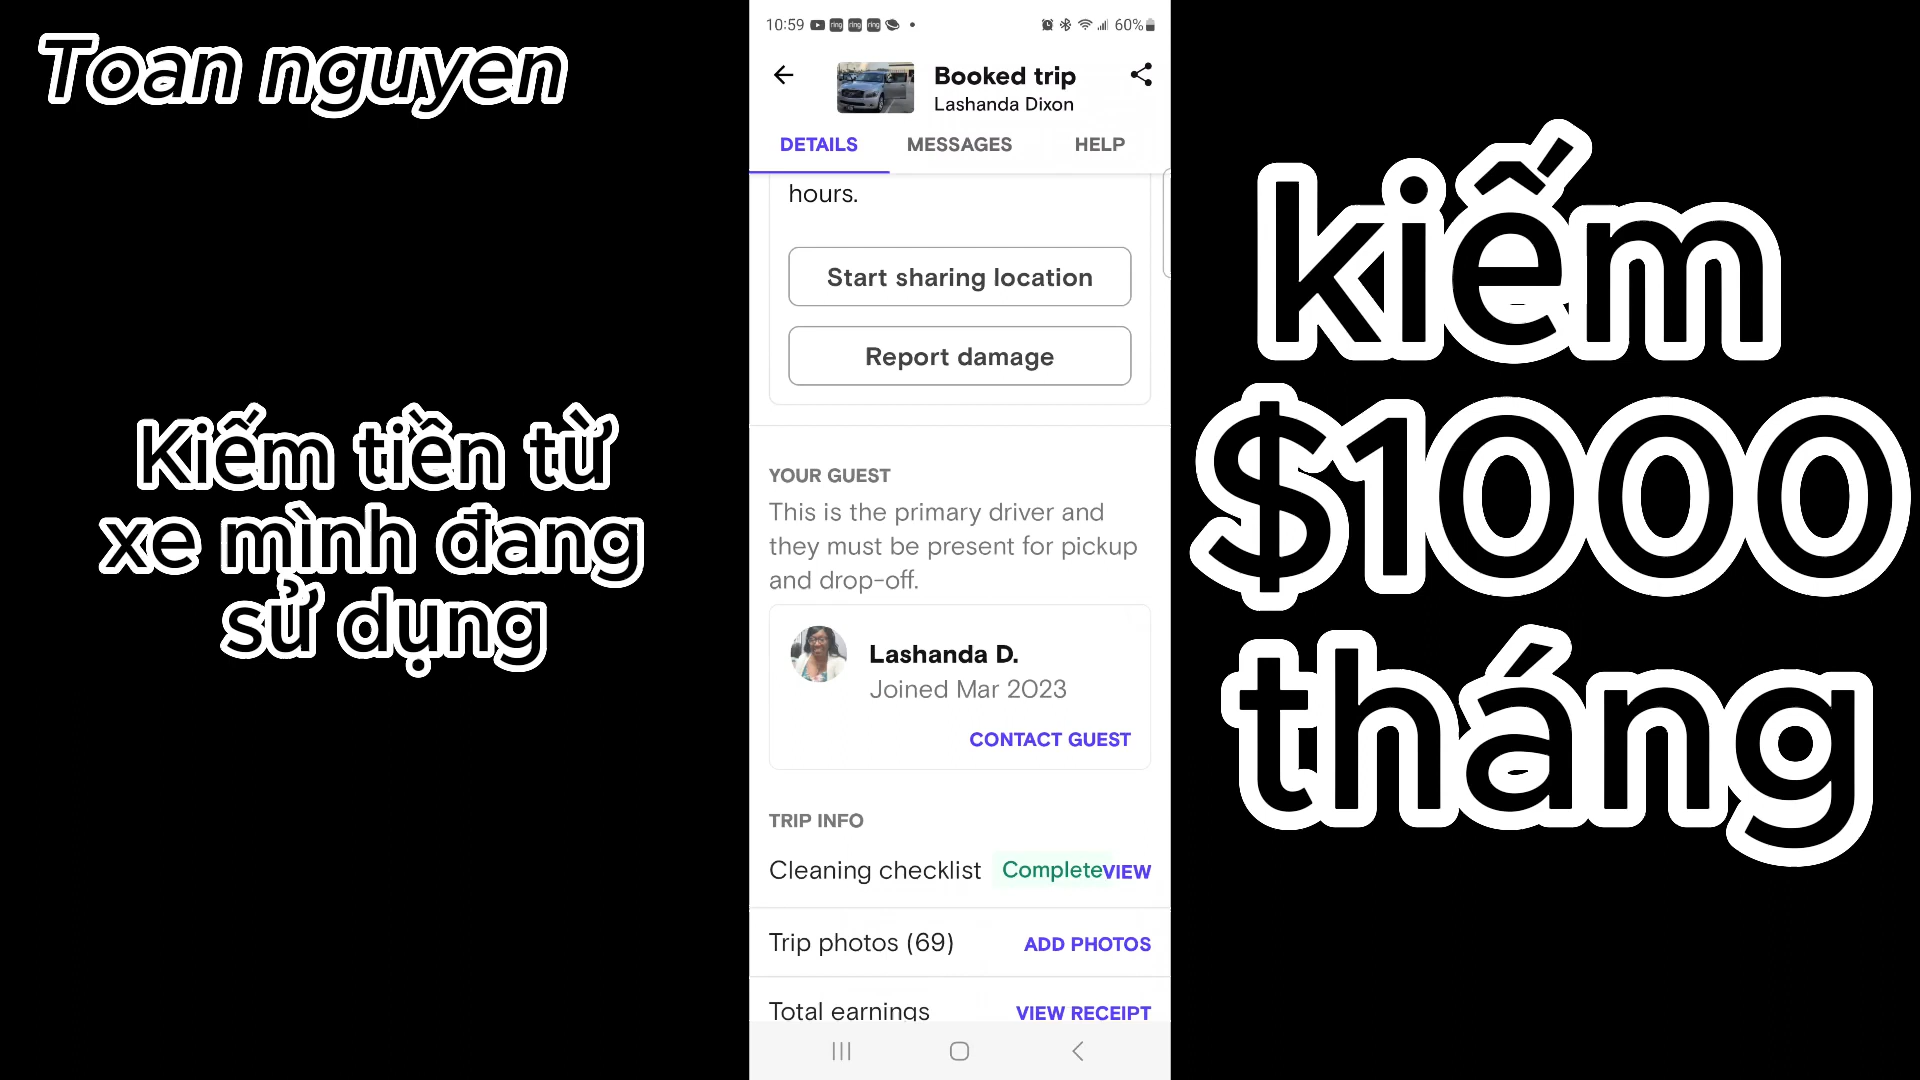 Toan nguyen
Kiếm tiền từ
xe mình đang
sử dụng
10:59
ring ring ring
60%
Booked trip
Lashanda Dixon
DETAILS MESSAGES HELP
hours.
Start sharing location
Report damage
YOUR GUEST
This is the primary driver and
they must be present for pickup
and drop-off.
Lashanda D.
Joined Mar 2023
CONTACT GUEST
TRIP INFO
Cleaning checklist Complete VIEW
Trip photos (69) ADD PHOTOS
Total earnings VIEW RECEIPT
kiếm
$1000
tháng